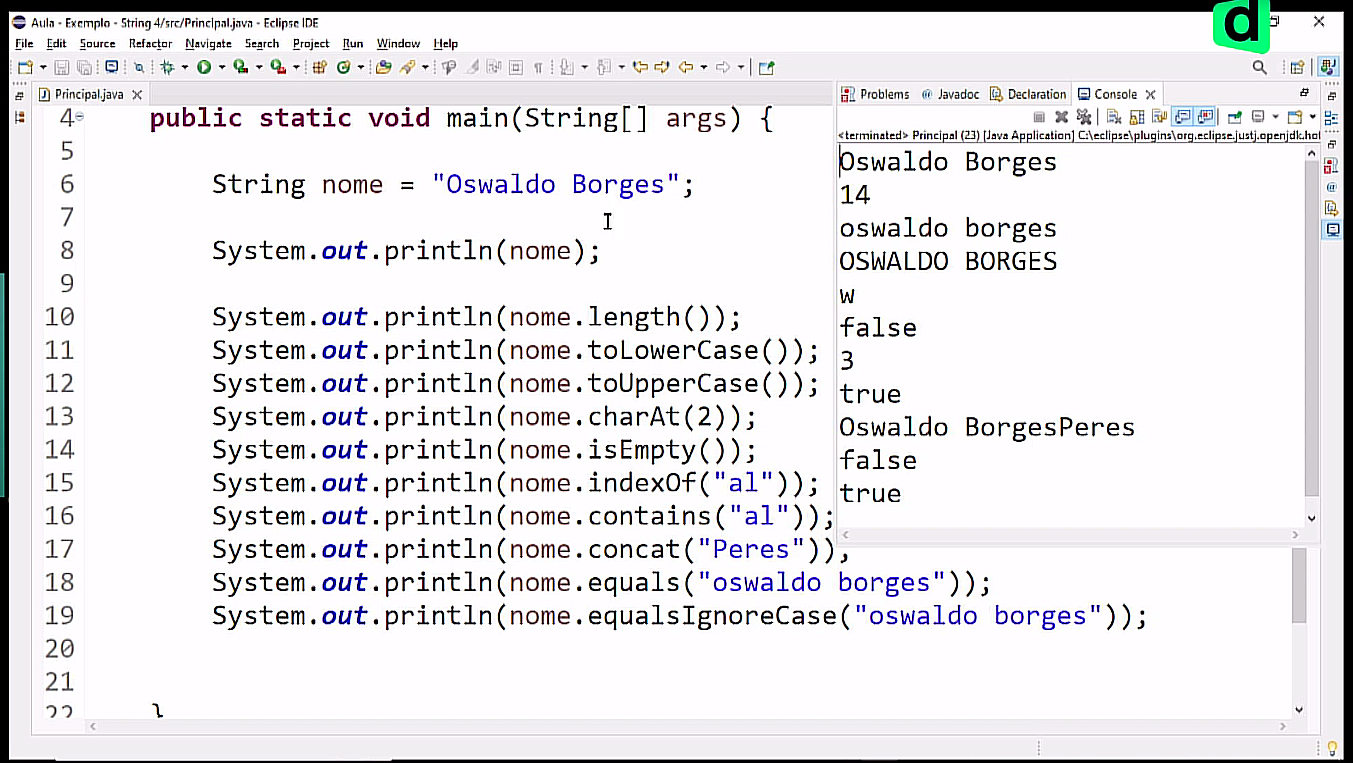 d
Aula - Exemplo - String 4/src/Principal.java - Eclipse IDE
File Edit Source Refactor Navigate Search Project Run Window Help
Principal.java
4 public static void main(String[] args) {
5
6 String nome = "Oswaldo Borges";
7
8 System.out.println(nome);
9
10 System.out.println(nome.length());
11 System.out.println(nome.toLowerCase());
12 System.out.println(nome.toUpperCase());
13 System.out.println(nome.charAt(2));
14 System.out.println(nome.isEmpty());
15 System.out.println(nome.indexOf("al"));
16 System.out.println(nome.contains("al"));
17 System.out.println(nome.concat("Peres"));
18 System.out.println(nome.equals("oswaldo borges"));
19 System.out.println(nome.equalsIgnoreCase("oswaldo borges"));
20
21
22 }
Problems @ Javadoc Declaration Console
<terminated> Principal (23) [Java Application] C:\eclipse\plugins\org.eclipse.justj.openjdk.hot
Oswaldo Borges
14
oswaldo borges
OSWALDO BORGES
w
false
3
true
Oswaldo BorgesPeres
false
true